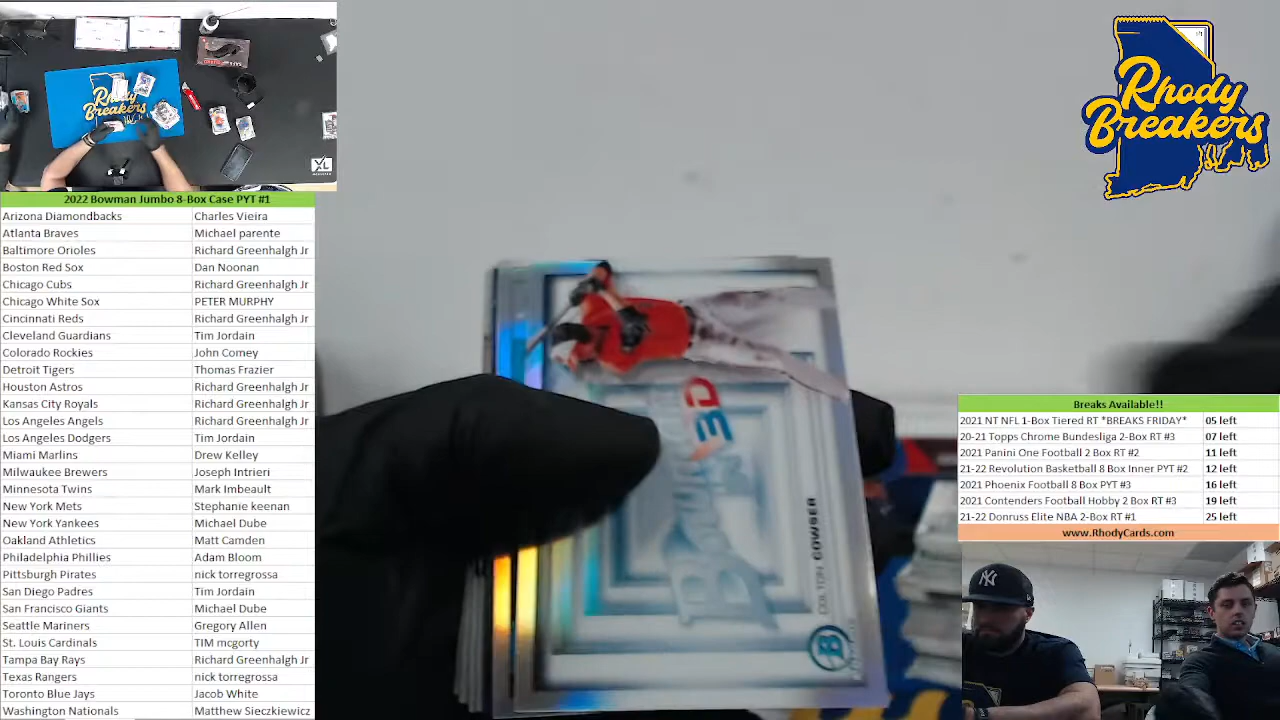 Rhody
Breakers
XL
2022 Bowman Jumbo 8-Box Case PYT #1
Arizona Diamondbacks Charles Vieira
Atlanta Braves Michael parente
Baltimore Orioles Richard Greenhalgh Jr
Boston Red Sox Dan Noonan
Chicago Cubs Richard Greenhalgh Jr
Chicago White Sox PETER MURPHY
Cincinnati Reds Richard Greenhalgh Jr
Cleveland Guardians Tim Jordain
Colorado Rockies John Comey
Detroit Tigers Thomas Frazier
Houston Astros Richard Greenhalgh Jr
Kansas City Royals Richard Greenhalgh Jr
Los Angeles Angels Richard Greenhalgh Jr
Los Angeles Dodgers Tim Jordain
Miami Marlins Drew Kelley
Milwaukee Brewers Joseph Intrieri
Minnesota Twins Mark Imbeault
New York Mets Stephanie keenan
New York Yankees Michael Dube
Oakland Athletics Matt Camden
Philadelphia Phillies Adam Bloom
Pittsburgh Pirates nick torregrossa
San Diego Padres Tim Jordain
San Francisco Giants Michael Dube
Seattle Mariners Gregory Allen
St. Louis Cardinals TIM mcgorty
Tampa Bay Rays Richard Greenhalgh Jr
Texas Rangers nick torregrossa
Toronto Blue Jays Jacob White
Washington Nationals Matthew Sieczkiewicz
3D
COLTON COWSER
B
1/1
Rhody
Breakers
Breaks Available!!
2021 NT NFL 1-Box Tiered RT *BREAKS FRIDAY* 05 left
20-21 Topps Chrome Bundesliga 2-Box RT #3 07 left
2021 Panini One Football 2 Box RT #2 11 left
21-22 Revolution Basketball 8 Box Inner PYT #2 12 left
2021 Phoenix Football 8 Box PYT #3 16 left
2021 Contenders Football Hobby 2 Box RT #3 19 left
21-22 Donruss Elite NBA 2-Box RT #1 25 left
www.RhodyCards.com